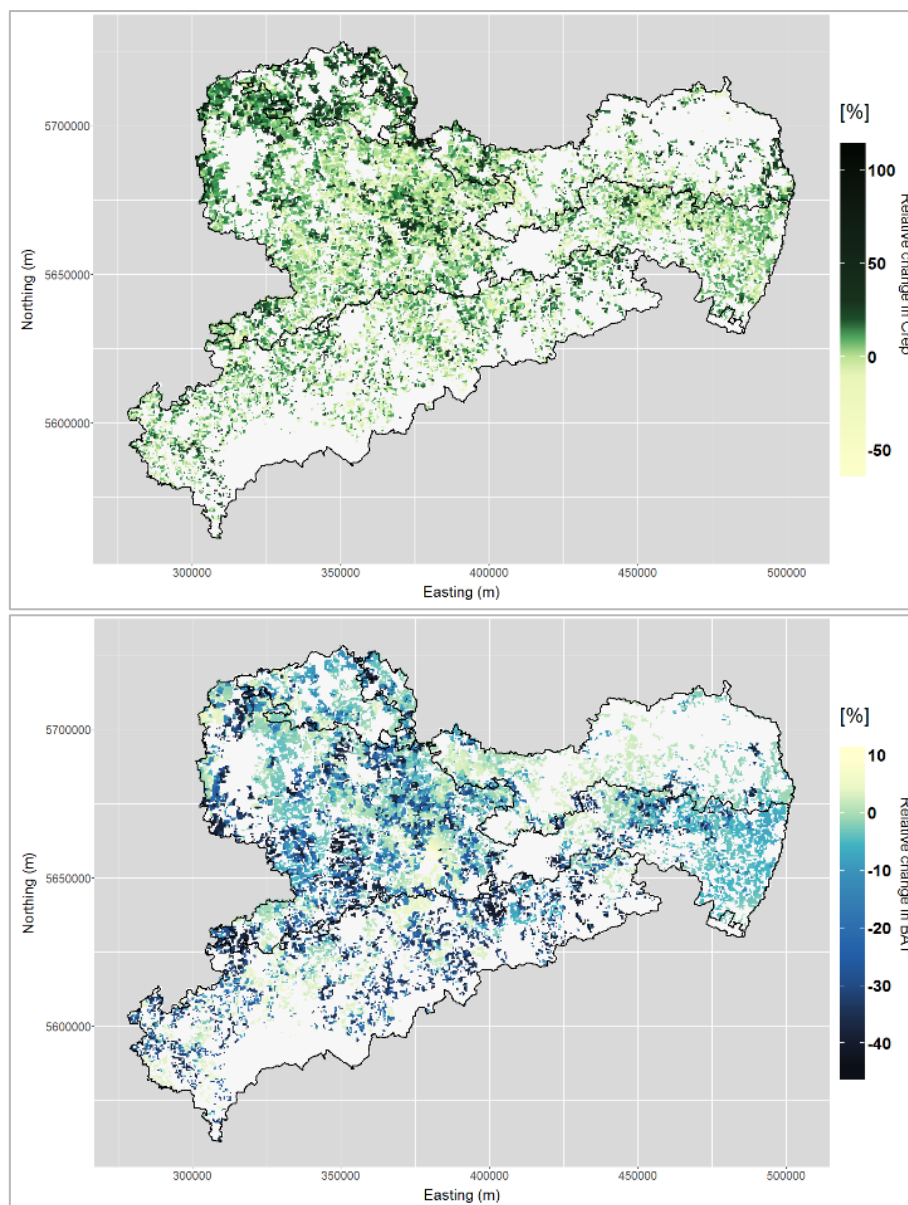 [%]
100
50
0
-50
Relative change in Crep
5700000
5650000
5600000
Northing (m)
300000 350000 400000 450000 500000
Easting (m)
[%]
10
0
-10
-20
-30
-40
Relative change in BAT
5700000
5650000
5600000
Northing (m)
300000 350000 400000 450000 500000
Easting (m)